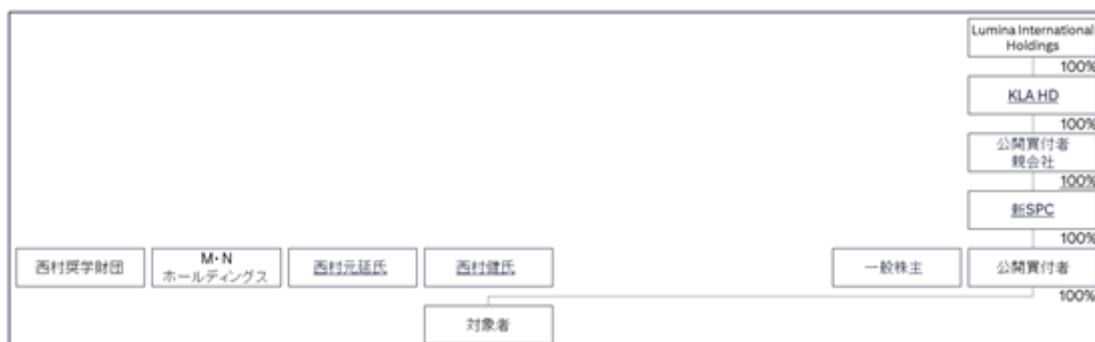 Lumina International
Holdings
100%
KLA HD
100%
公開買付者
親会社
100%
新SPC
100%
西村奨学財団
M・N
ホールディングス
西村元延氏
西村健氏
一般株主
公開買付者
100%
対象者